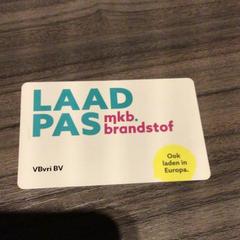 LAAD
PAS mkb.
brandstof
VBvri BV
Ook
laden in
Europa.